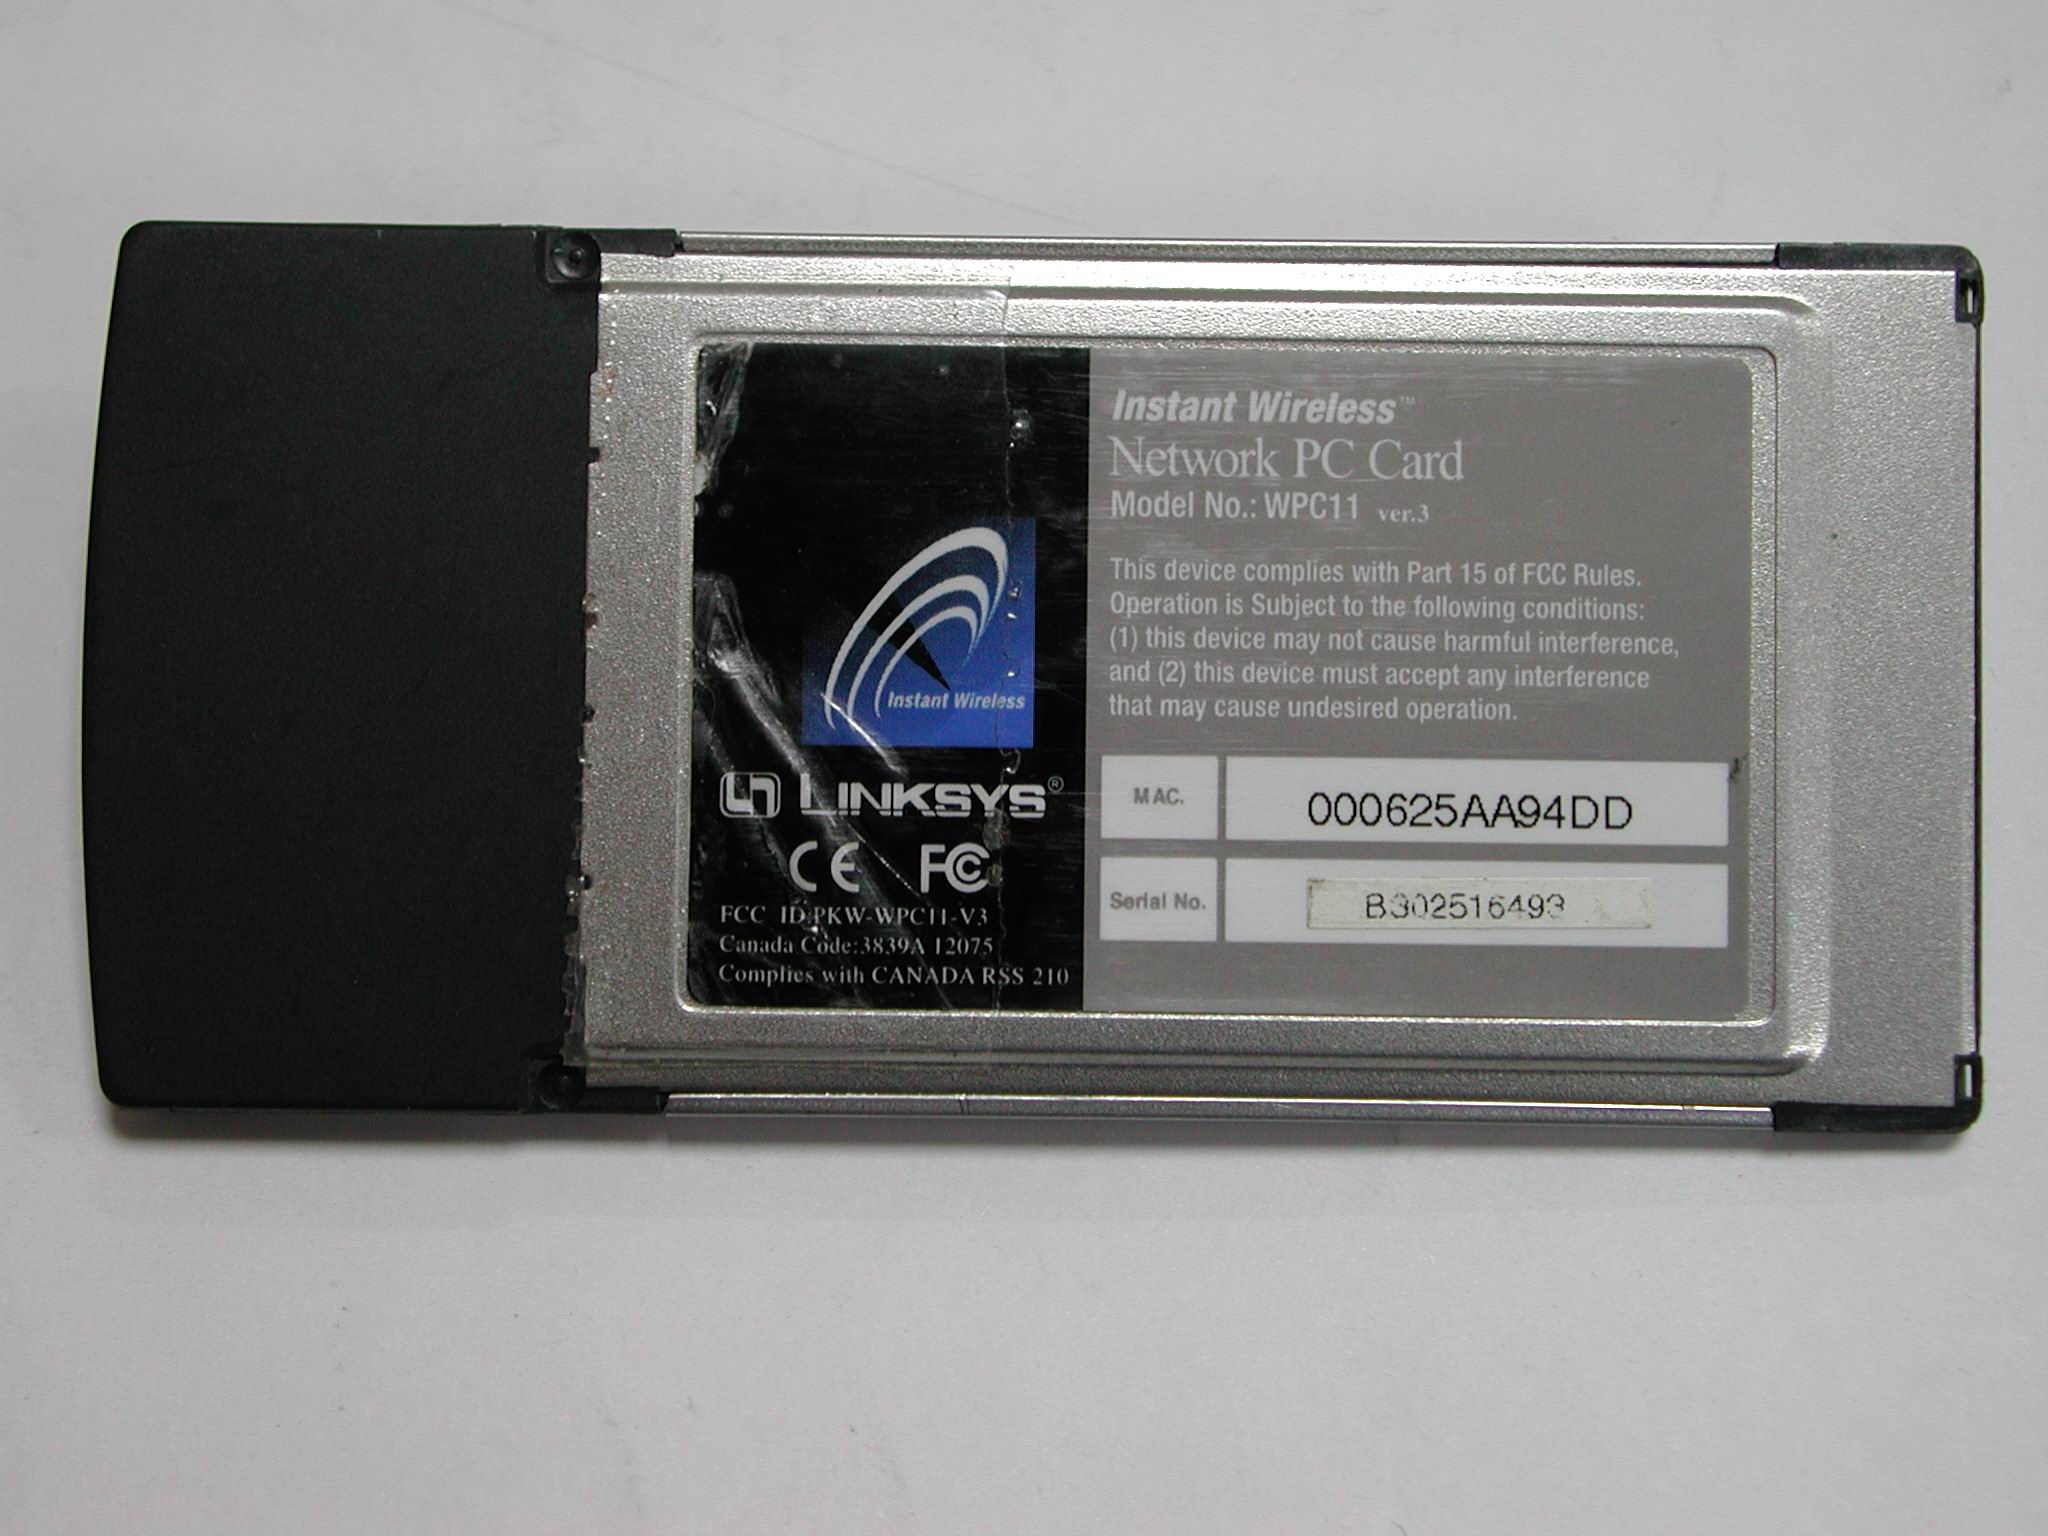 Instant Wireless™
Network PC Card
Model No.: WPC11 ver.3
This device complies with Part 15 of FCC Rules.
Operation is Subject to the following conditions:
(1) this device may not cause harmful interference,
and (2) this device must accept any interference
that may cause undesired operation.
MAC. 000625AA94DD
Serial No. B302516493
Instant Wireless
LINKSYS®
CE FC
FCC ID:PKW-WPC11-V3
Canada Code:3839A 12075
Complies with CANADA RSS 210